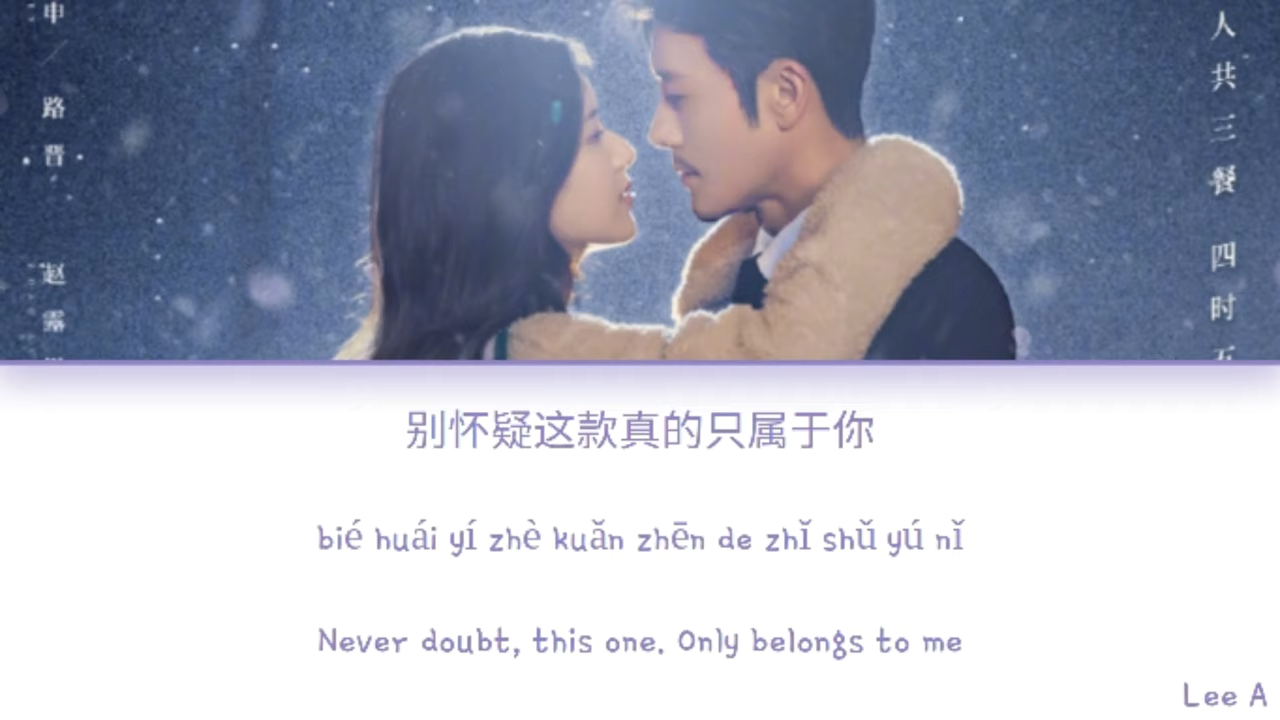 申 / 路晋
赵露
人共三餐 四时
别怀疑这款真的只属于你
bié huái yí zhè kuǎn zhēn de zhǐ shǔ yú nǐ
Never doubt, this one. Only belongs to me
Lee A